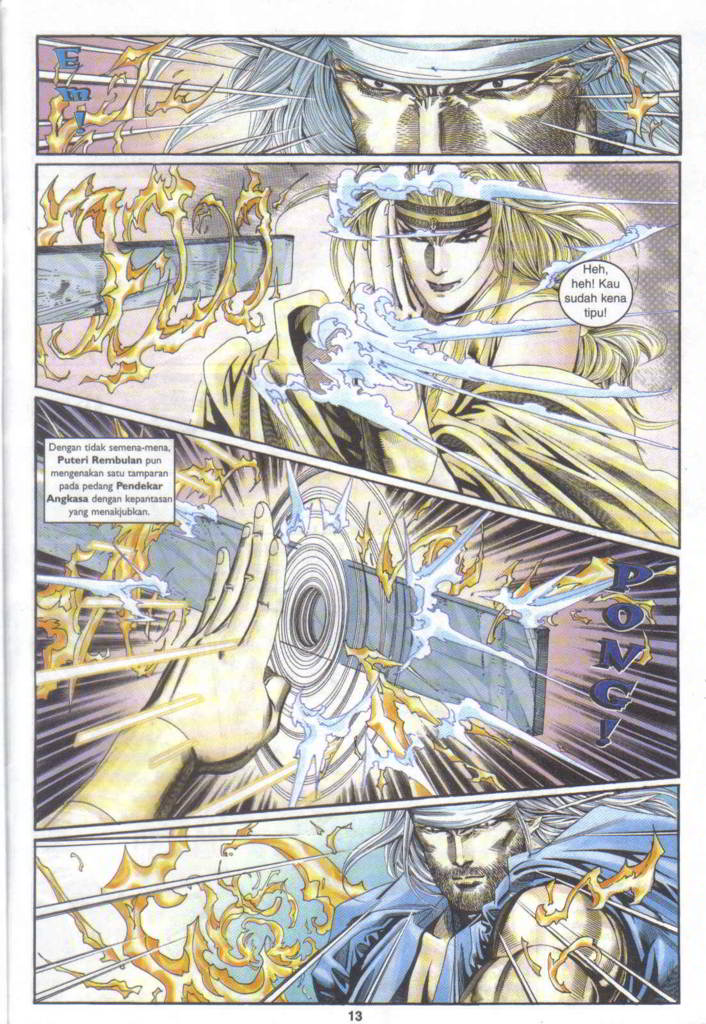 Em!
Heh,
heh! Kau
sudah kena
tipu!
Dengan tidak semena-mena,
Puteri Rembulan pun
mengenakan satu tamparan
pada pedang Pendekar
Angkasa dengan kepantasan
yang menakjubkan.
PONG!
13